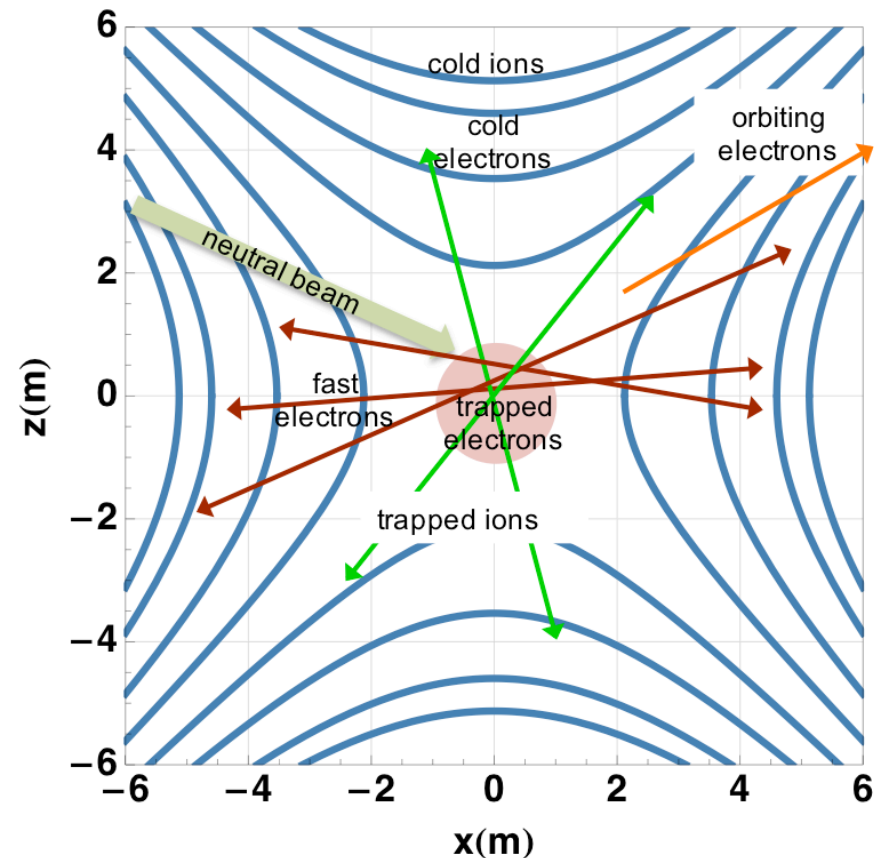 6
4
2
0
−2
−4
−6
z(m)
cold ions
cold
electrons
orbiting
electrons
neutral beam
fast
electrons
trapped
electrons
trapped ions
−6 −4 −2 0 2 4 6
x(m)